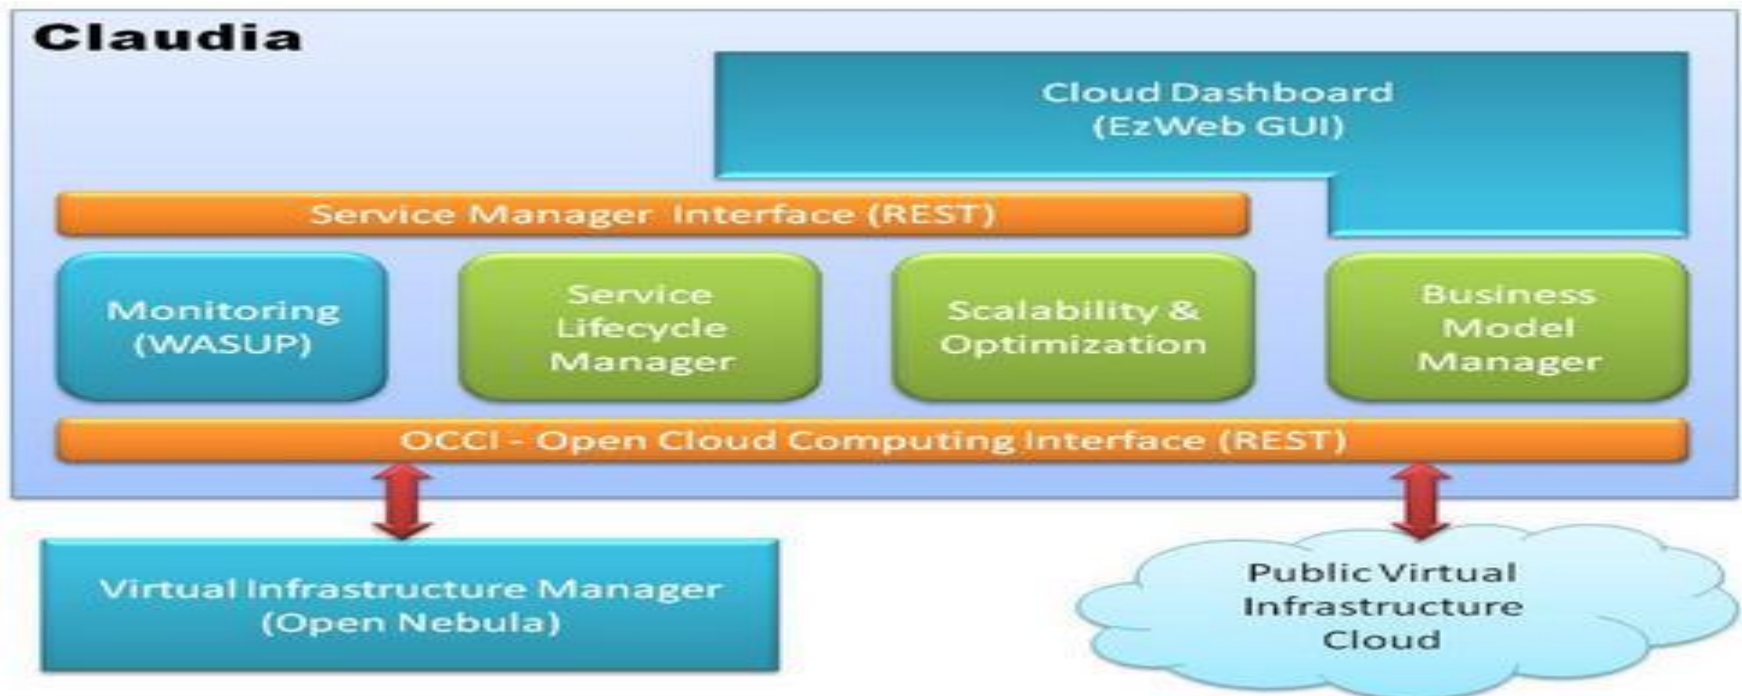 Claudia
Cloud Dashboard
(EzWeb GUI)
Service Manager Interface (REST)
Monitoring
(WASUP)
Service
Lifecycle
Manager
Scalability &
Optimization
Business
Model
Manager
OCCI - Open Cloud Computing Interface (REST)
Virtual Infrastructure Manager
(Open Nebula)
Public Virtual
Infrastructure
Cloud